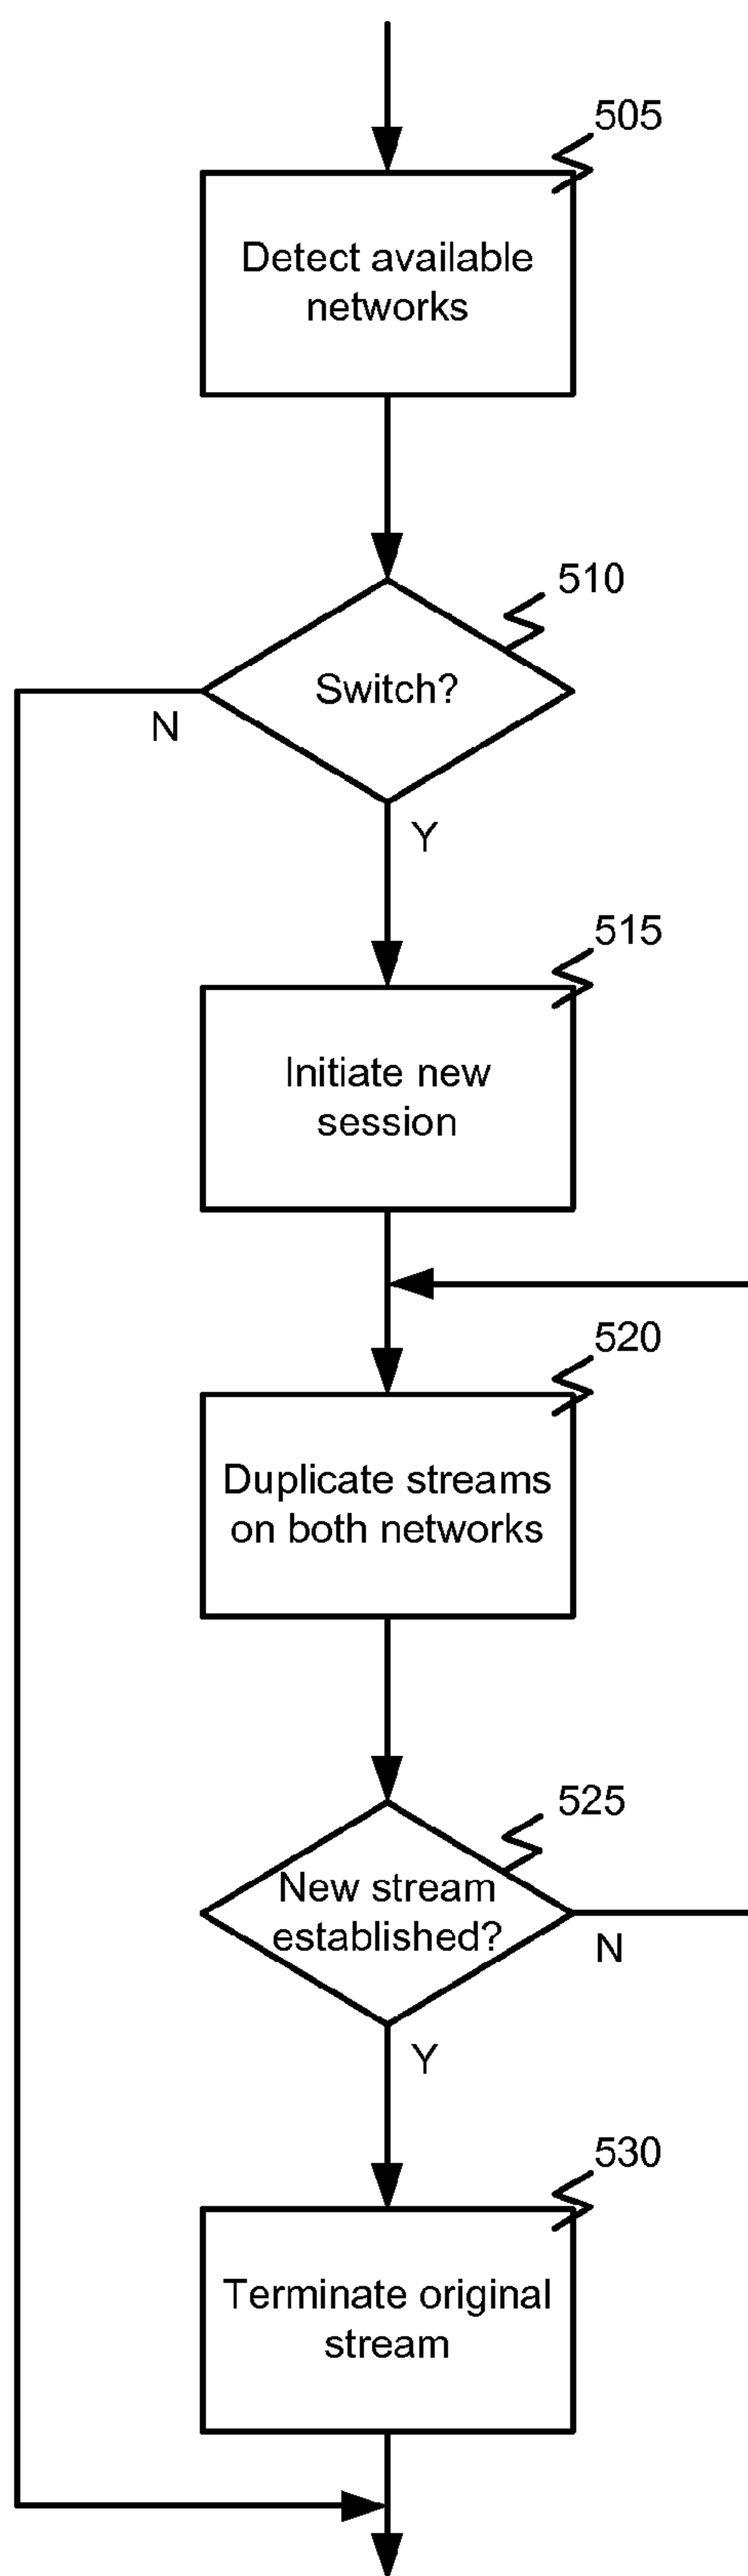 505
Detect available
networks
510
Switch?
N
Y
515
Initiate new
session
520
Duplicate streams
on both networks
525
New stream
established?
N
Y
530
Terminate original
stream